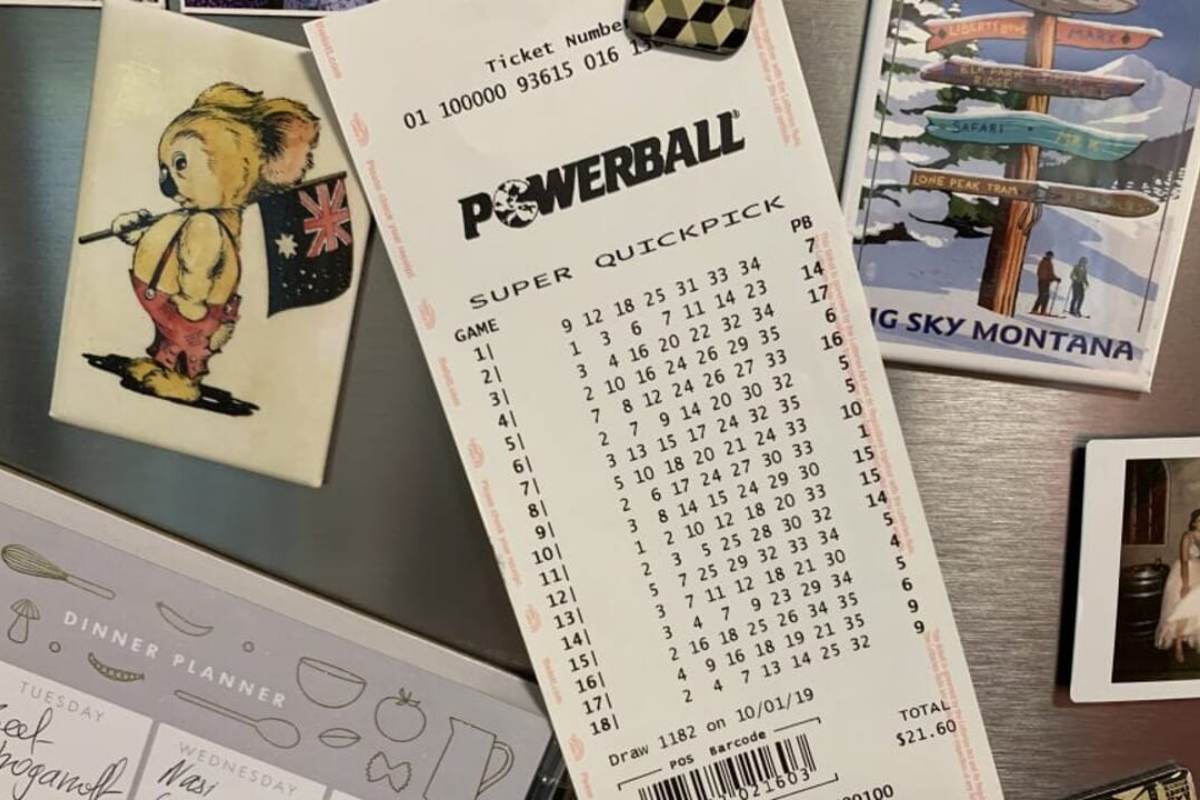 Ticket Number
01 100000 93615 016
POWERBALL
SUPER QUICKPICK
GAME PB
1| 9 12 18 25 31 33 34 7
2| 1 3 6 7 11 14 23 14
3| 3 4 16 20 22 32 34 17
4| 2 10 16 24 26 29 35 6
5| 7 8 12 24 26 27 33 16
6| 2 7 9 14 20 30 32 5
7| 3 13 15 17 24 32 35 5
8| 5 10 18 20 21 24 33 10
9| 2 6 17 24 27 30 33 1
10| 3 8 14 15 24 29 30 15
11| 1 2 10 12 18 20 33 15
12| 2 3 5 25 28 30 32 14
13| 5 7 25 29 32 33 34 5
14| 3 7 11 12 18 21 30 4
15| 3 4 7 9 23 29 34 5
16| 2 16 18 25 26 34 35 6
17| 4 9 16 18 19 21 35 9
18| 2 4 7 13 14 25 32 9
Draw 1182 on 10/01/19
TOTAL
$21.60
POS Barcode
021603
LIBERTY BOWL MARX
SAFARI
LONE PEAK TRAM
IG SKY MONTANA
DINNER PLANNER
TUESDAY
WEDNESDAY
Nasi